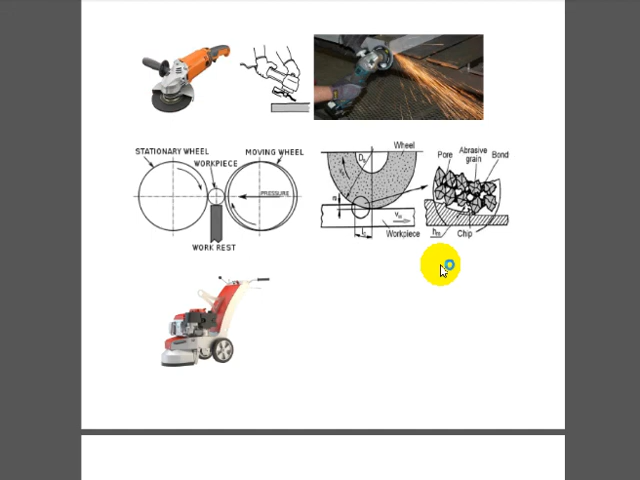 STATIONARY WHEEL
MOVING WHEEL
WORKPIECE
PRESSURE
WORK REST
Wheel
Pore
Abrasive
grain
Bond
Workpiece
Chip